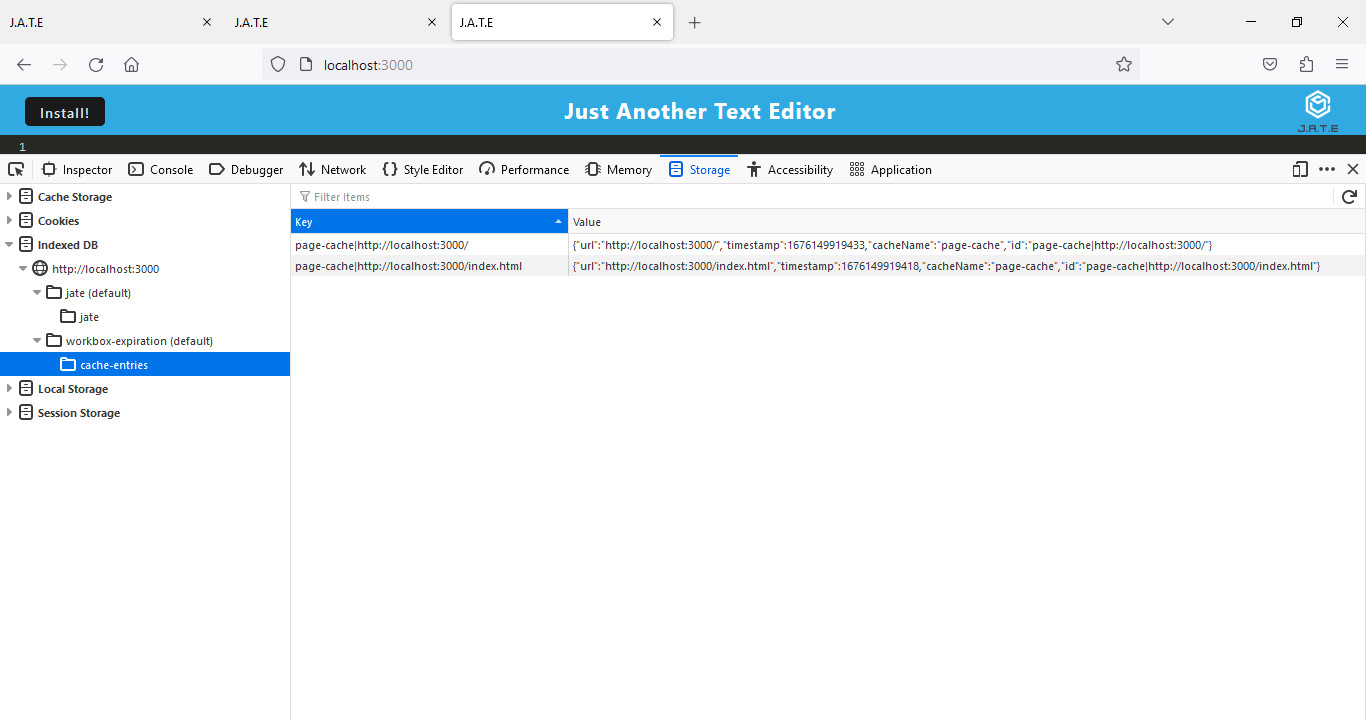 J.A.T.E J.A.T.E J.A.T.E
localhost:3000
Install! Just Another Text Editor J.A.T.E
1
Inspector Console Debugger Network Style Editor Performance Memory Storage Accessibility Application
Cache Storage
Cookies
Indexed DB
http://localhost:3000
jate (default)
jate
workbox-expiration (default)
cache-entries
Local Storage
Session Storage
Filter Items
Key Value
page-cache|http://localhost:3000/ {"url":"http://localhost:3000/","timestamp":1676149919433,"cacheName":"page-cache","id":"page-cache|http://localhost:3000/"}
page-cache|http://localhost:3000/index.html {"url":"http://localhost:3000/index.html","timestamp":1676149919418,"cacheName":"page-cache","id":"page-cache|http://localhost:3000/index.html"}